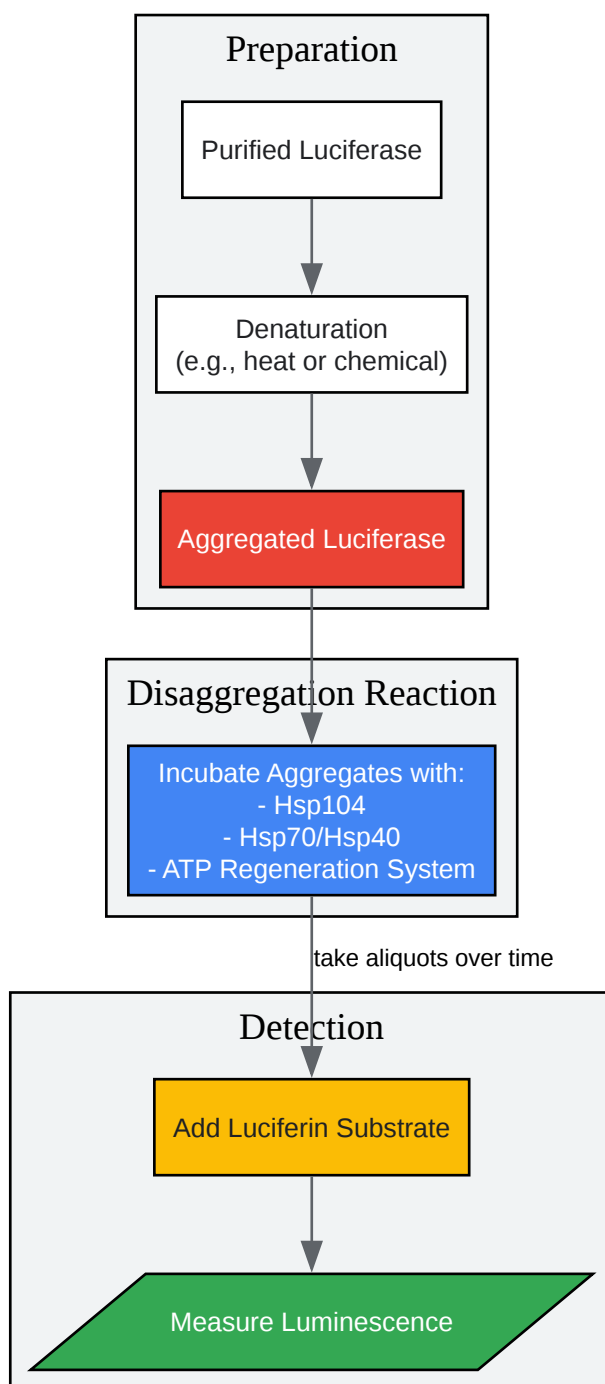 Preparation
Purified Luciferase
Denaturation
(e.g., heat or chemical)
Aggregated Luciferase
Disaggregation Reaction
Incubate Aggregates with:
- Hsp104
- Hsp70/Hsp40
- ATP Regeneration System
take aliquots over time
Detection
Add Luciferin Substrate
Measure Luminescence